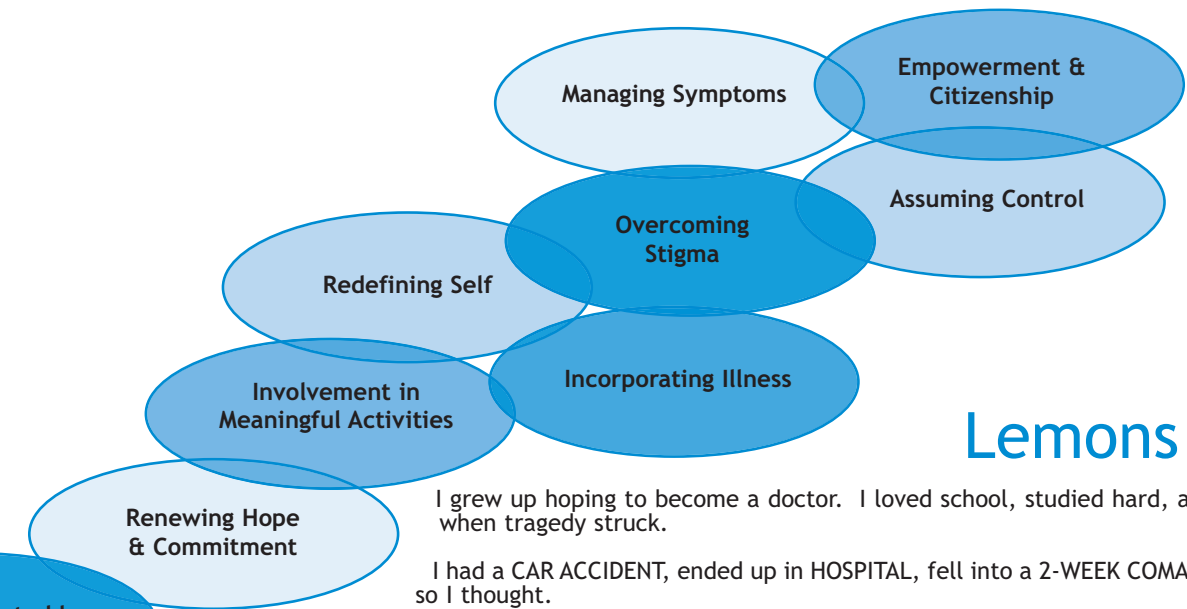 Empowerment &
Citizenship
Managing Symptoms
Assuming Control
Overcoming
Stigma
Redefining Self
Incorporating Illness
Involvement in
Meaningful Activities
Lemons
I grew up hoping to become a doctor. I loved school, studied hard, a
when tragedy struck.
Renewing Hope
& Commitment
I had a CAR ACCIDENT, ended up in HOSPITAL, fell into a 2-WEEK COMA
so I thought.